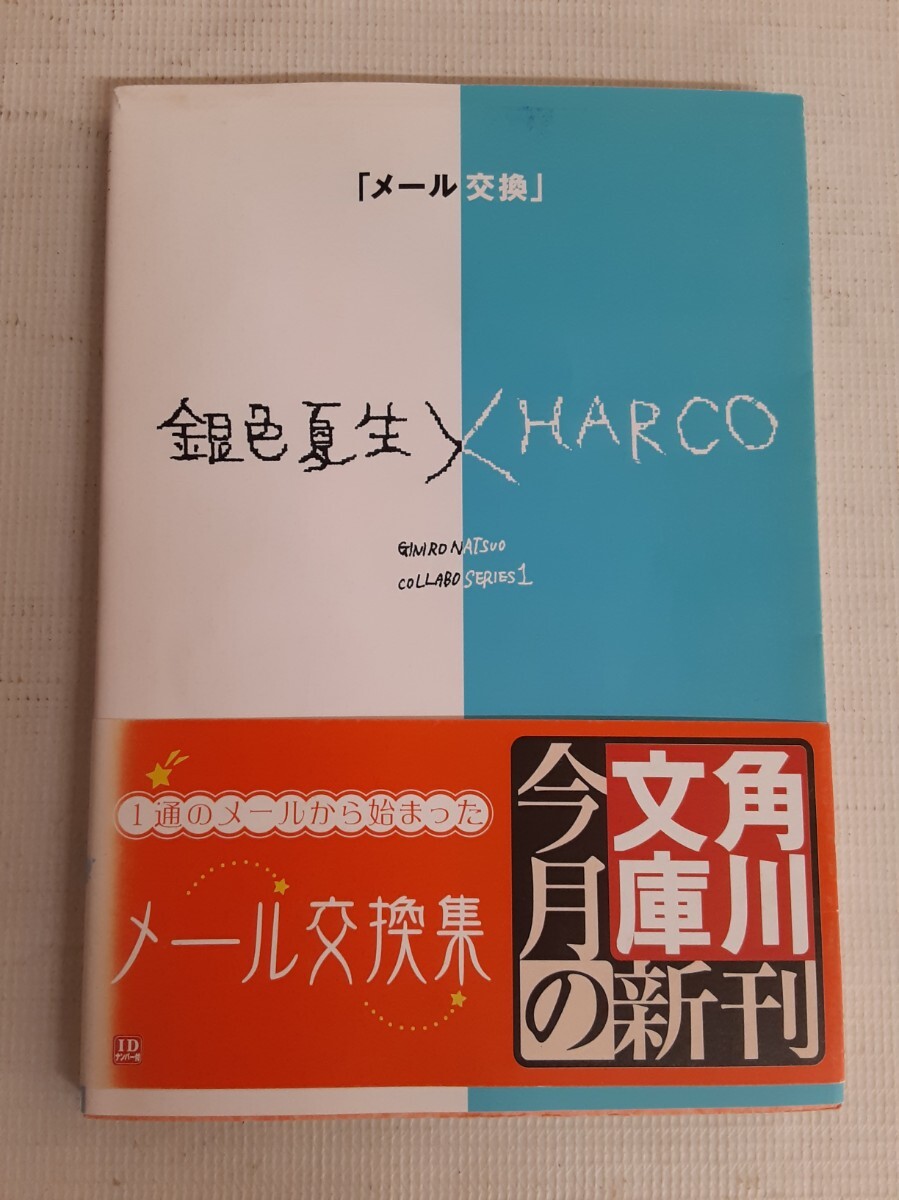 「メール交換」
銀色夏生×HARCO
GINIRO NATSUO
COLLABO SERIES1
1通のメールから始まった
メール交換集
角川文庫
今月の新刊
ID
ナンバー付